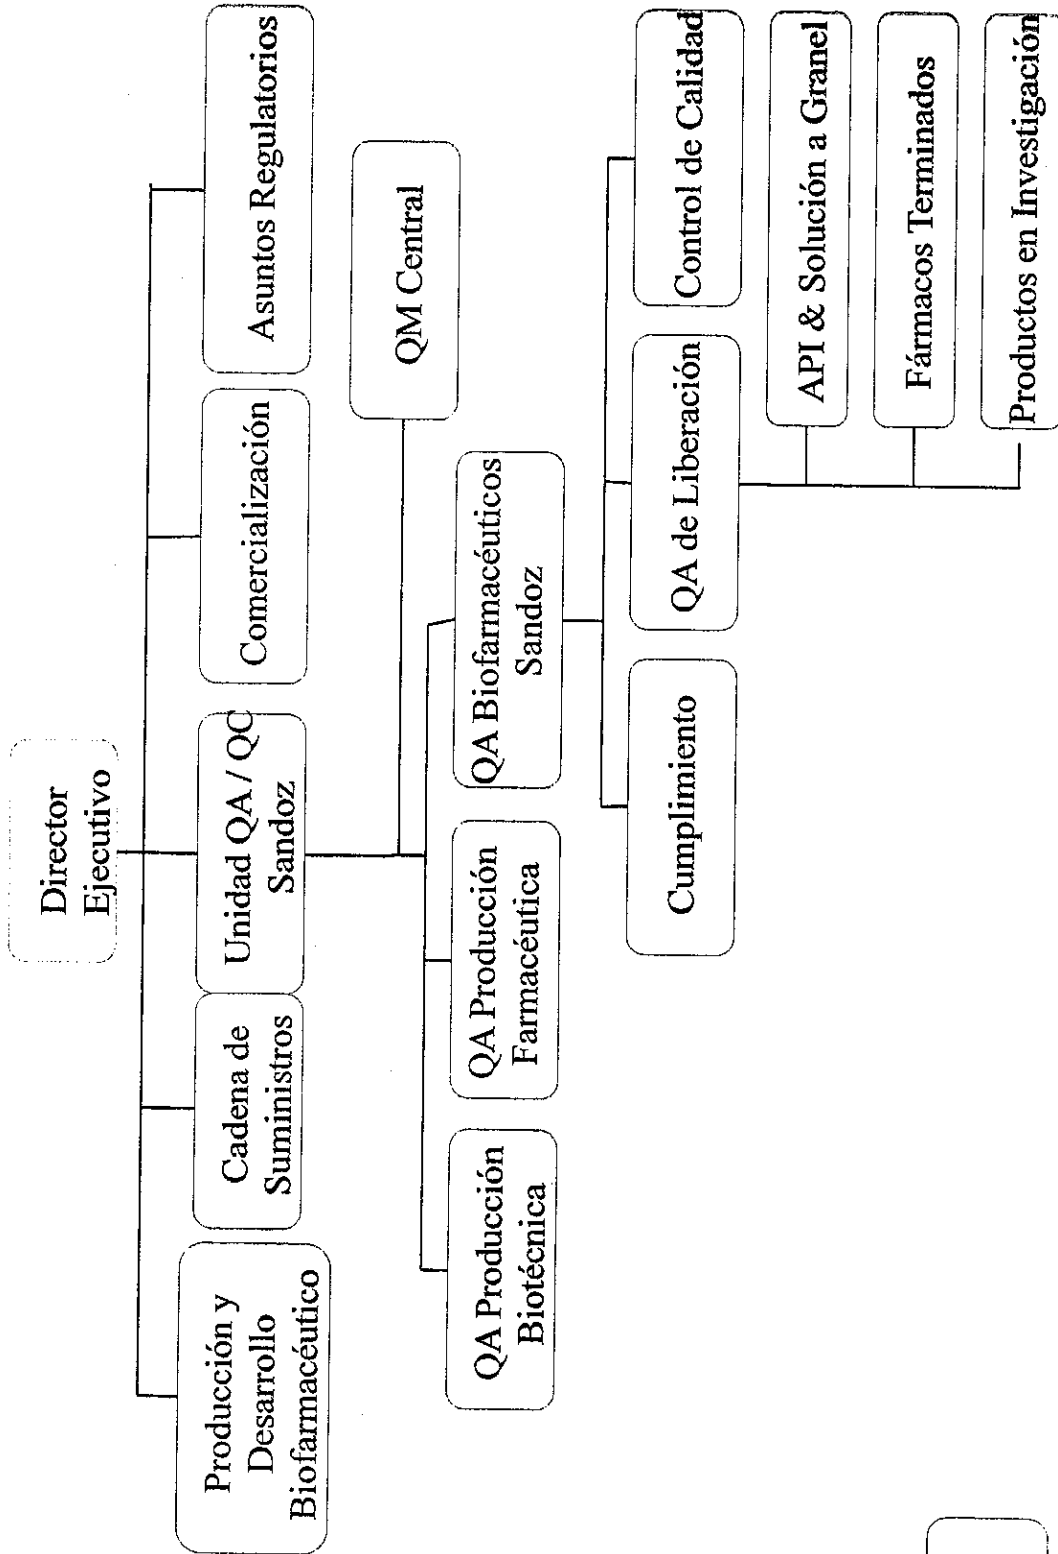 Director
Ejecutivo
Producción y
Desarrollo
Biofarmacéutico
Cadena de
Suministros
Unidad QA / QC
Sandoz
Comercialización
Asuntos Regulatorios
QM Central
QA Producción
Biotécnica
QA Producción
Farmacéutica
QA Biofarmacéuticos
Sandoz
Cumplimiento
QA de Liberación
Control de Calidad
API & Solución a Granel
Fármacos Terminados
Productos en Investigación